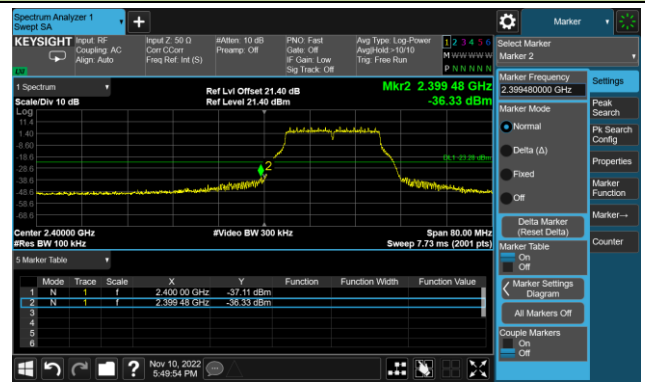 Spectrum Analyzer 1
Swept SA
+
Marker
KEYSIGHT
Input: RF
Coupling: AC
Align: Auto
Input Z: 50 Ω
Corr CCorr
Freq Ref: Int (S)
#Atten: 10 dB
Preamp: Off
PNO: Fast
Gate: Off
IF Gain: Low
Sig Track: Off
Avg Type: Log-Power
Avg|Hold:>10/10
Trig: Free Run
1 2 3 4 5 6
M W W W W W
P N N N N N
Select Marker
Marker 2
1 Spectrum
Scale/Div 10 dB
Log
Ref Lvl Offset 21.40 dB
Ref Level 21.40 dBm
Mkr2 2.399 48 GHz
-36.33 dBm
11.4
1.40
-8.60
-18.6
-28.6
-38.6
-48.6
-58.6
-68.6
2
DL1 -23.28 dBm
Center 2.40000 GHz
#Res BW 100 kHz
#Video BW 300 kHz
Span 80.00 MHz
Sweep 7.73 ms (2001 pts)
5 Marker Table
Mode Trace Scale X Y Function Function Width Function Value
1 N 1 f 2.400 00 GHz -37.11 dBm
2 N 1 f 2.399 48 GHz -36.33 dBm
3
4
5
6
Marker Frequency
2.399480000 GHz
Marker Mode
Normal
Delta (Δ)
Fixed
Off
Delta Marker
(Reset Delta)
Marker Table
On
Off
Marker Settings
Diagram
All Markers Off
Couple Markers
On
Off
Settings
Peak
Search
Pk Search
Config
Properties
Marker
Function
Marker→
Counter
?
Nov 10, 2022
5:49:54 PM